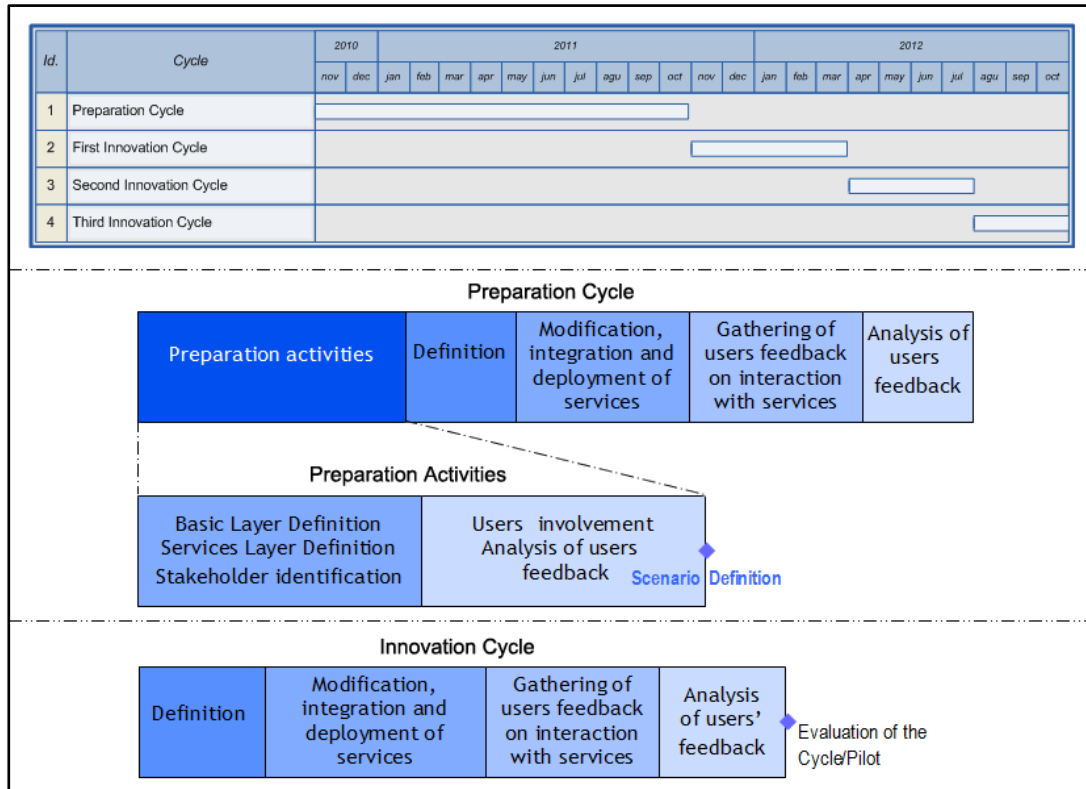 Id.
Cycle
2010
2011
2012
nov dec jan feb mar apr may jun jul agu sep oct nov dec jan feb mar apr may jun jul agu sep oct
1 Preparation Cycle
2 First Innovation Cycle
3 Second Innovation Cycle
4 Third Innovation Cycle
Preparation Cycle
Preparation activities
Definition
Modification,
integration and
deployment of
services
Gathering of
users feedback
on interaction
with services
Analysis of
users
feedback
Preparation Activities
Basic Layer Definition
Services Layer Definition
Stakeholder identification
Users involvement
Analysis of users
feedback
Scenario Definition
Innovation Cycle
Definition
Modification,
integration and
deployment of
services
Gathering of
users feedback
on interaction
with services
Analysis
of users’
feedback
Evaluation of the
Cycle/Pilot